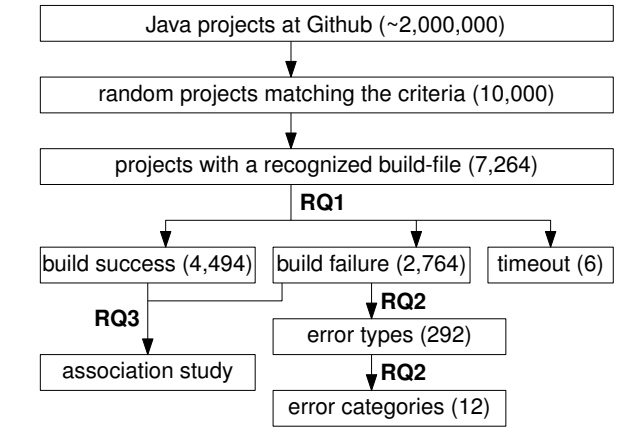 Java projects at Github (~2,000,000)
random projects matching the criteria (10,000)
projects with a recognized build-file (7,264)
RQ1
build success (4,494)
build failure (2,764)
timeout (6)
RQ3
RQ2
error types (292)
association study
RQ2
error categories (12)